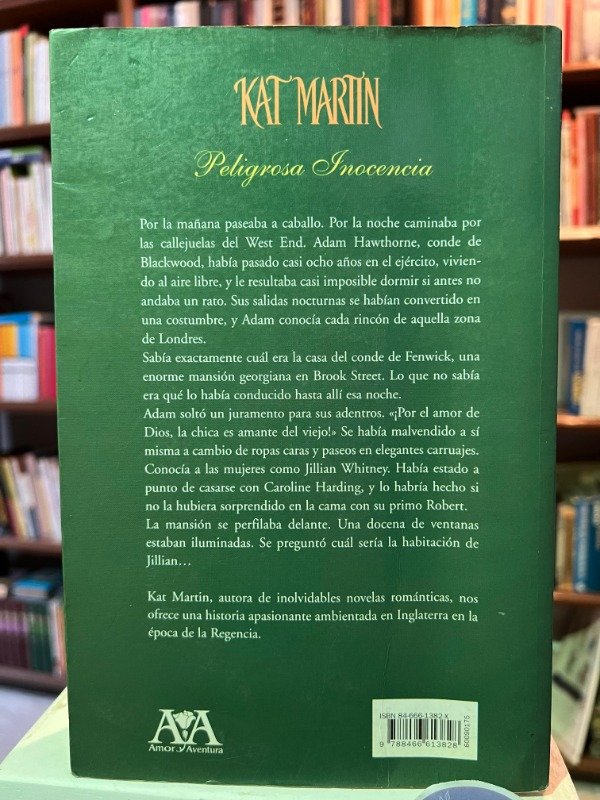 KAT MARTIN
Peligrosa Inocencia
Por la mañana paseaba a caballo. Por la noche caminaba por
las callejuelas del West End. Adam Hawthorne, conde de
Blackwood, había pasado casi ocho años en el ejército, vivien-
do al aire libre, y le resultaba casi imposible dormir si antes no
andaba un rato. Sus salidas nocturnas se habían convertido en
una costumbre, y Adam conocía cada rincón de aquella zona
de Londres.
Sabía exactamente cuál era la casa del conde de Fenwick, una
enorme mansión georgiana en Brook Street. Lo que no sabía
era qué lo había conducido hasta allí esa noche.
Adam soltó un juramento para sus adentros. «¡Por el amor de
Dios, la chica es amante del viejo!» Se había malvendido a sí
misma a cambio de ropas caras y paseos en elegantes carruajes.
Conocía a las mujeres como Jillian Whitney. Había estado a
punto de casarse con Caroline Harding, y lo habría hecho si
no la hubiera sorprendido en la cama con su primo Robert.
La mansión se perfilaba delante. Una docena de ventanas
estaban iluminadas. Se preguntó cuál sería la habitación de
Jillian...
Kat Martin, autora de inolvidables novelas románticas, nos
ofrece una historia apasionante ambientada en Inglaterra en la
época de la Regencia.
AyA
Amor y Aventura
ISBN 84-666-1382-X
9 788466 613828
60090175